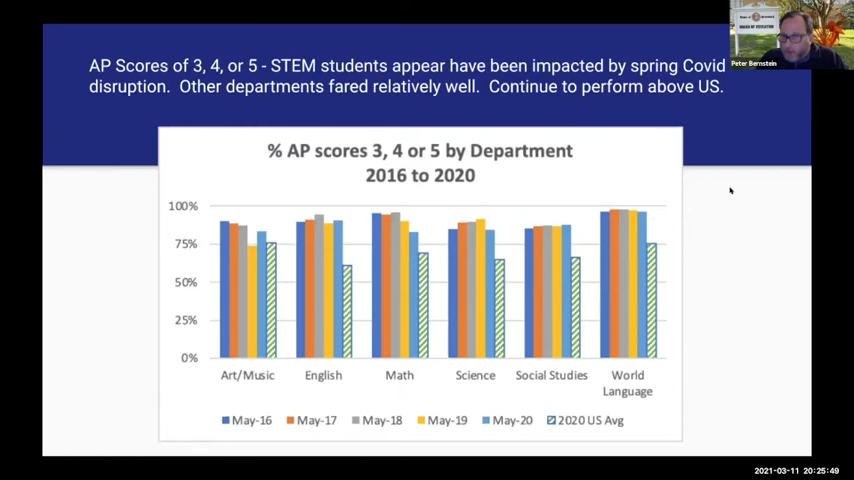 AP Scores of 3, 4, or 5 - STEM students appear have been impacted by spring Covid
disruption. Other departments fared relatively well. Continue to perform above US.
Peter Bernstein
% AP scores 3, 4 or 5 by Department
2016 to 2020
100%
75%
50%
25%
0%
Art/Music English Math Science Social Studies World
Language
May-16 May-17 May-18 May-19 May-20 2020 US Avg
2021-03-11 20:25:49